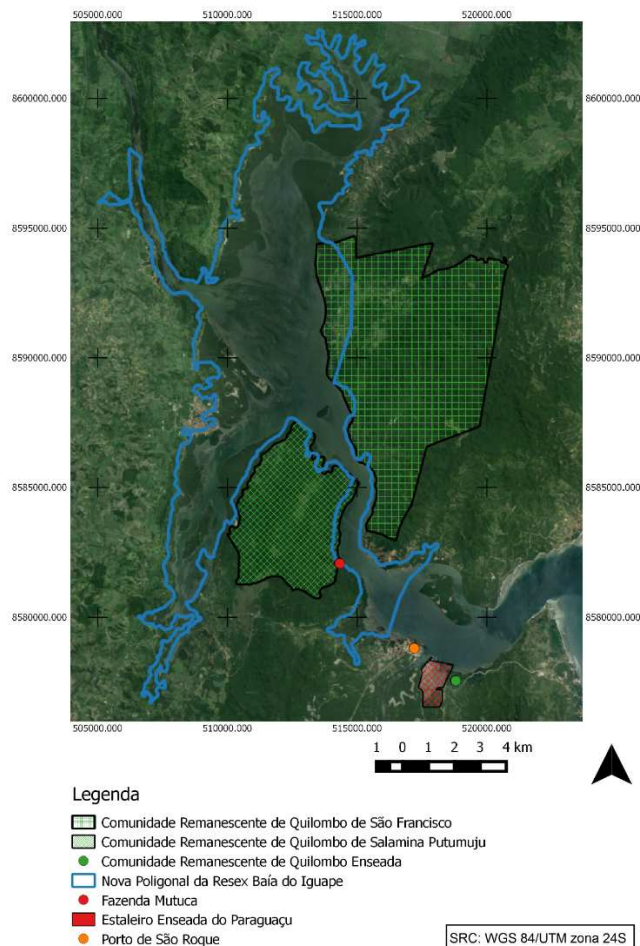 505000.000 510000.000 515000.000 520000.000
8600000.000 8600000.000
8595000.000 8595000.000
8590000.000 8590000.000
8585000.000 8585000.000
8580000.000 8580000.000
505000.000 510000.000 515000.000 520000.000
1 0 1 2 3 4 km
Legenda
Comunidade Remanescente de Quilombo de São Francisco
Comunidade Remanescente de Quilombo de Salamina Putumuju
Comunidade Remanescente de Quilombo Enseada
Nova Poligonal da Resex Baía do Iguape
Fazenda Mutuca
Estaleiro Enseada do Paraguaçu
Porto de São Roque
SRC: WGS 84/UTM zona 24S